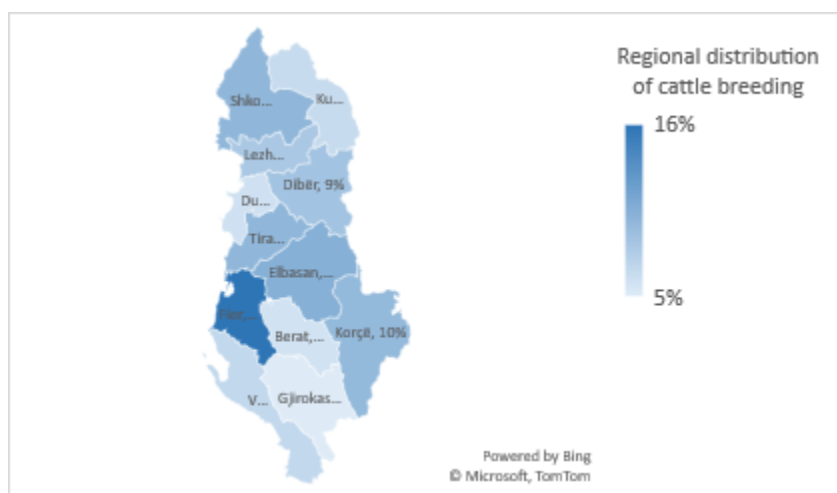 Regional distribution
of cattle breeding
16%
5%
Shko...
Ku...
Lezh...
Dibër, 9%
Du...
Tira...
Elbasan,...
Fier,...
Berat,...
Korçë, 10%
V...
Gjirokas...
Powered by Bing
© Microsoft, TomTom